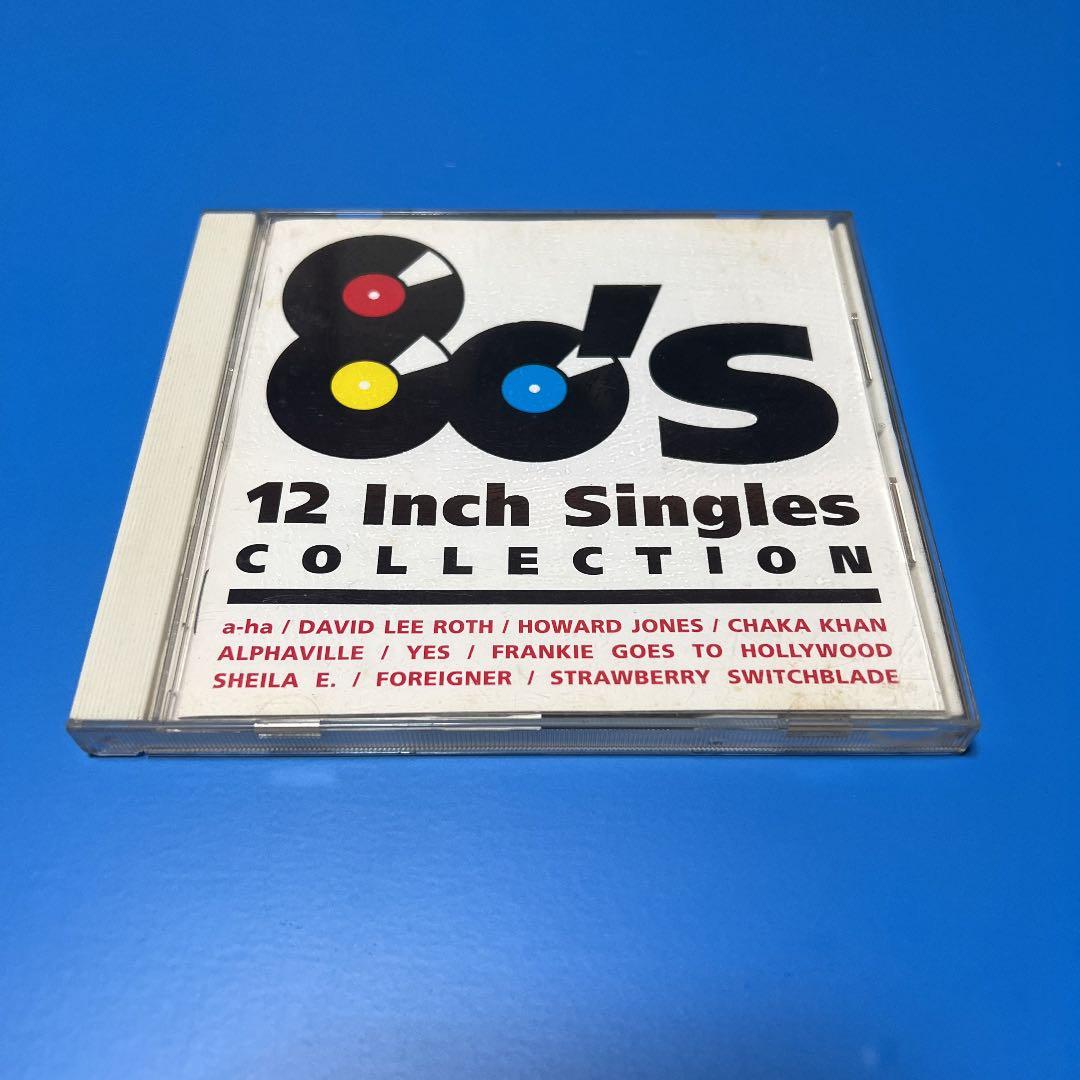 80's
12 Inch Singles
COLLECTION
a-ha / DAVID LEE ROTH / HOWARD JONES / CHAKA KHAN
ALPHAVILLE / YES / FRANKIE GOES TO HOLLYWOOD
SHEILA E. / FOREIGNER / STRAWBERRY SWITCHBLADE